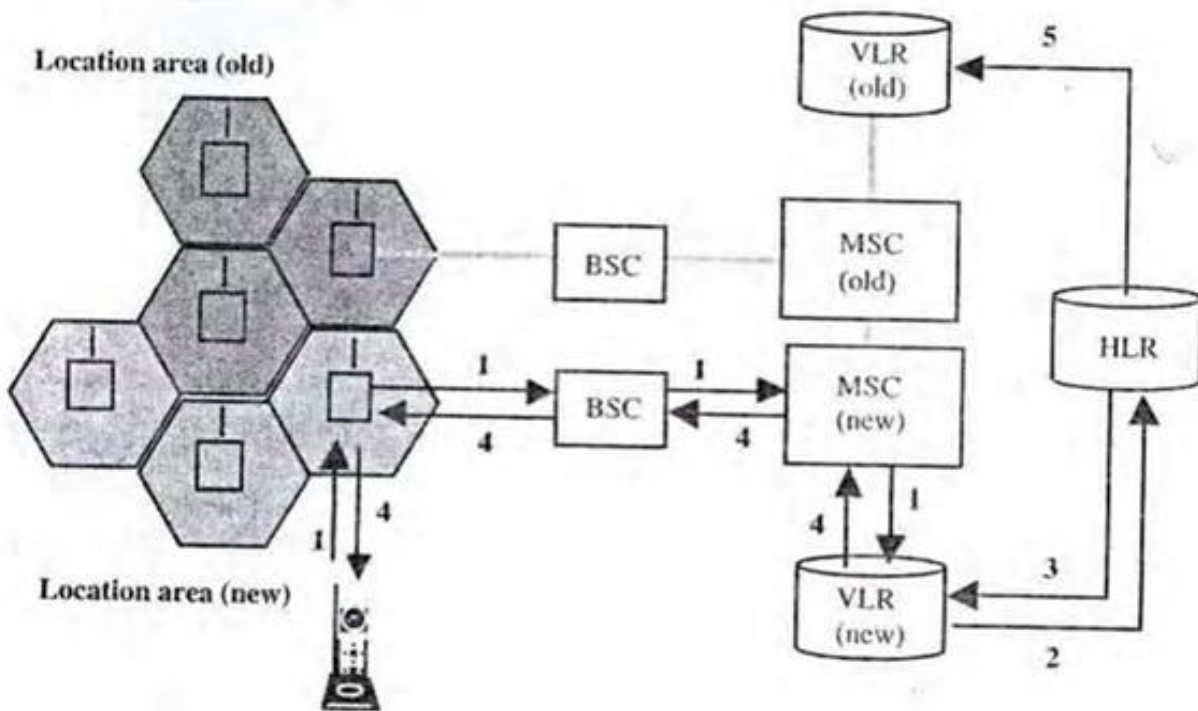 Location area (old)
VLR
(old)
5
BSC
MSC
(old)
HLR
1
4
BSC
1
4
MSC
(new)
1
4
4
1
Location area (new)
VLR
(new)
3
2
0